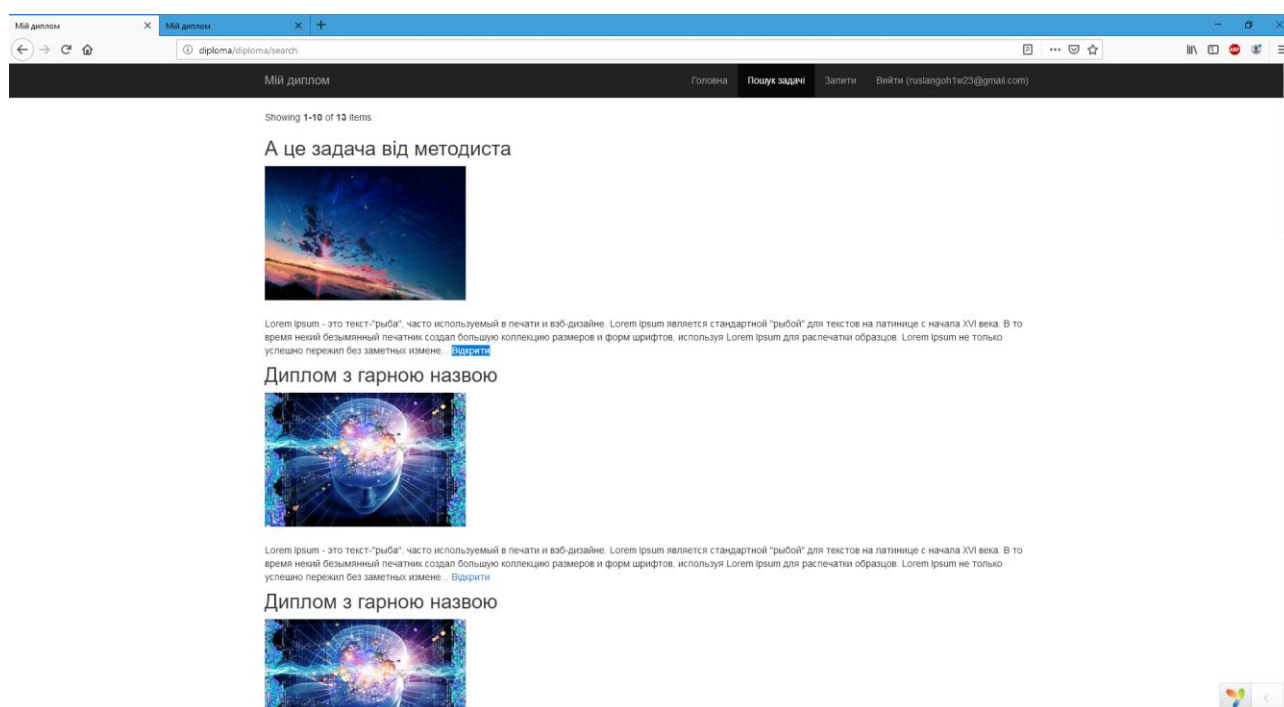 Мій диплом
Мій диплом
diploma/diploma/search
Мій диплом
Головна
Пошук задачі
Запити
Вийти (ruslangoh1w23@gmail.com)
Showing 1-10 of 13 items.
А це задача від методиста
Lorem Ipsum - это текст-"рыба", часто используемый в печати и вэб-дизайне. Lorem Ipsum является стандартной "рыбой" для текстов на латинице с начала XVI века. В то
время некий безымянный печатник создал большую коллекцию размеров и форм шрифтов, используя Lorem Ipsum для распечатки образцов. Lorem Ipsum не только
успешно пережил без заметных измене... Відкрити
Диплом з гарною назвою
Lorem Ipsum - это текст-"рыба", часто используемый в печати и вэб-дизайне. Lorem Ipsum является стандартной "рыбой" для текстов на латинице с начала XVI века. В то
время некий безымянный печатник создал большую коллекцию размеров и форм шрифтов, используя Lorem Ipsum для распечатки образцов. Lorem Ipsum не только
успешно пережил без заметных измене... Відкрити
Диплом з гарною назвою